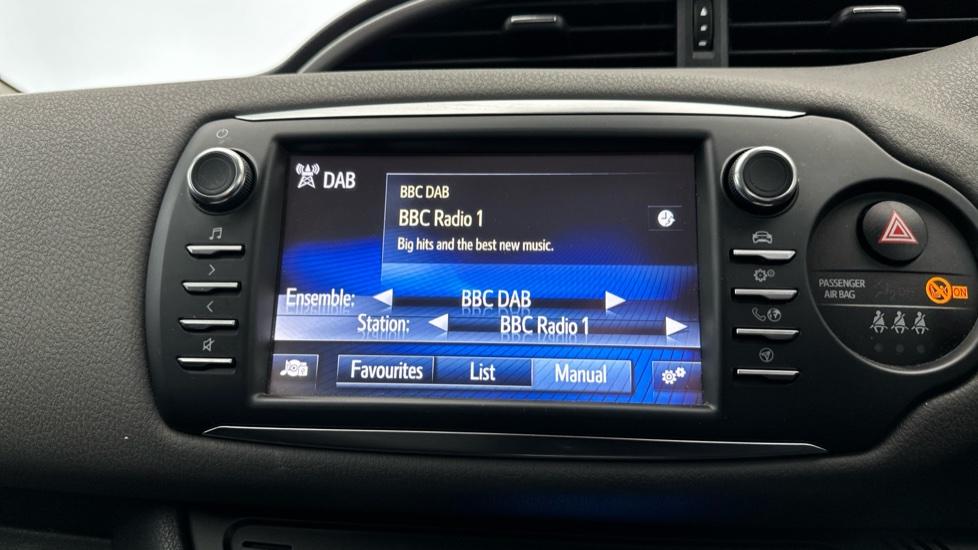 DAB
BBC DAB
BBC Radio 1
Big hits and the best new music.
Ensemble: BBC DAB
Station: BBC Radio 1
Favourites List Manual
PASSENGER
AIR BAG
ON